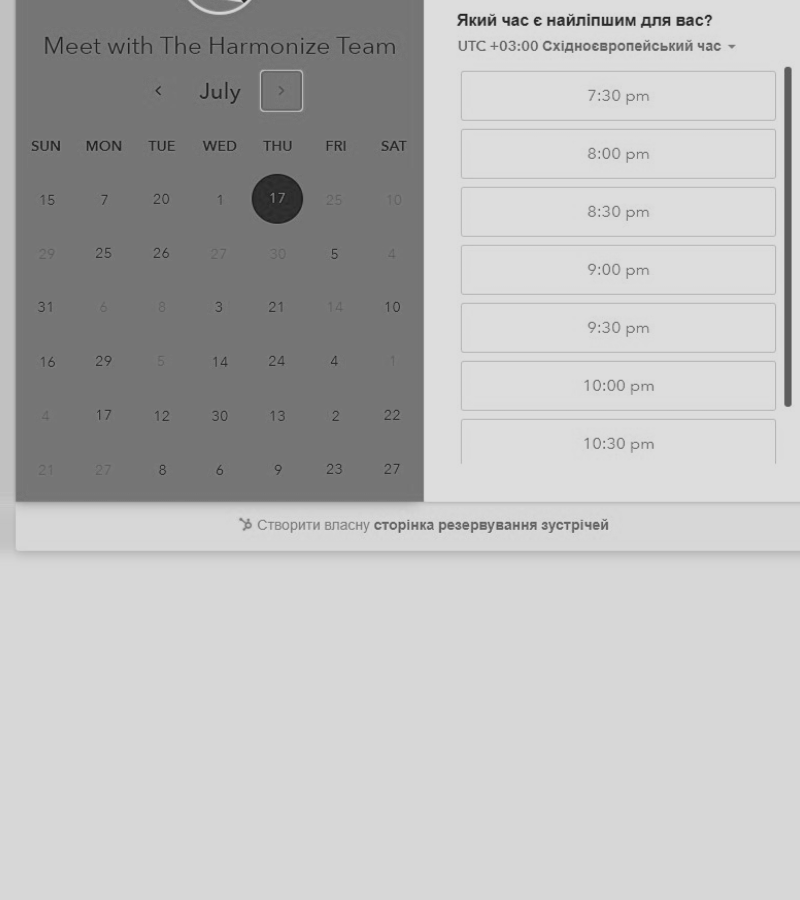 Meet with The Harmonize Team
July
SUN MON TUE WED THU FRI SAT
15 7 20 1 17 25 10
29 25 26 27 30 5 4
31 6 8 3 21 14 10
16 29 5 14 24 4 1
4 17 12 30 13 2 22
21 27 8 6 9 23 27
Який час є найліпшим для вас?
UTC +03:00 Східноєвропейський час
7:30 pm
8:00 pm
8:30 pm
9:00 pm
9:30 pm
10:00 pm
10:30 pm
Створити власну сторінка резервування зустрічей